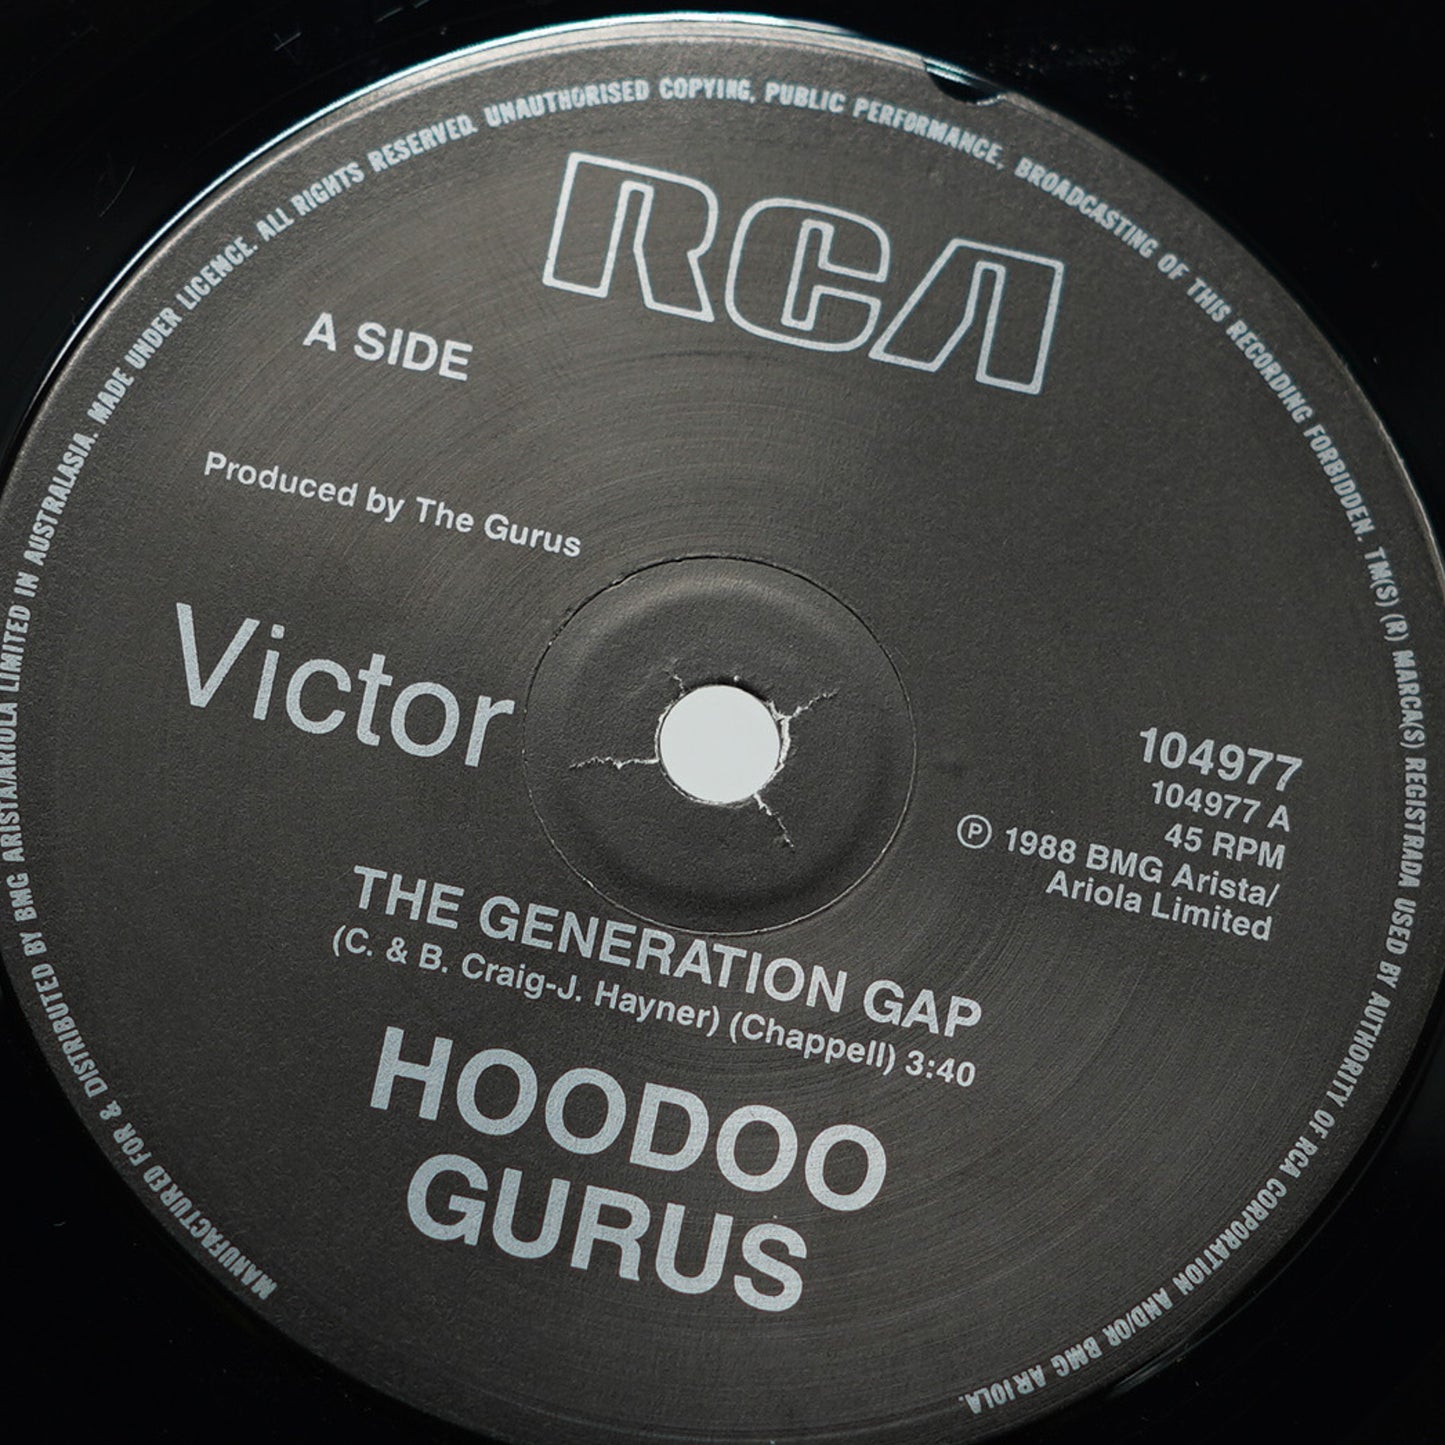 MANUFACTURED FOR & DISTRIBUTED BY BMG ARISTA/ARIOLA LIMITED IN AUSTRALASIA. MADE UNDER LICENCE. ALL RIGHTS RESERVED. UNAUTHORISED COPYING, PUBLIC PERFORMANCE, BROADCASTING OF THIS RECORDING FORBIDDEN. TM(S) (R) MARCA(S) REGISTRADA USED BY AUTHORITY OF RCA CORPORATION AND/OR BMG ARIOLA.
RCA
A SIDE
Produced by The Gurus
Victor
104977
104977 A
45 RPM
Ⓟ 1988 BMG Arista/
Ariola Limited
THE GENERATION GAP
(C. & B. Craig-J. Hayner) (Chappell) 3:40
HOODOO
GURUS